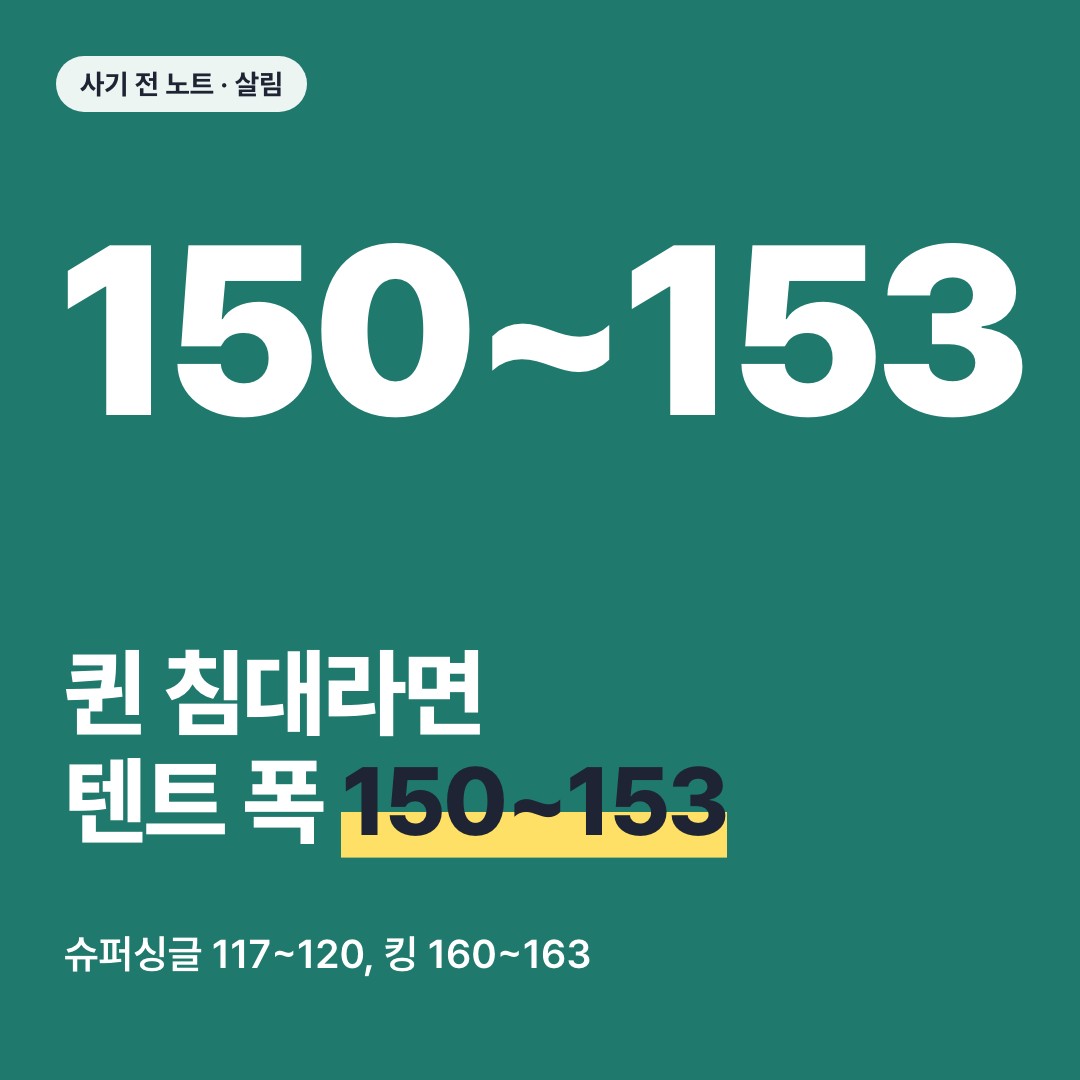 사기 전 노트 · 살림
150~153
퀸 침대라면
텐트 폭 150~153
슈퍼싱글 117~120, 킹 160~163